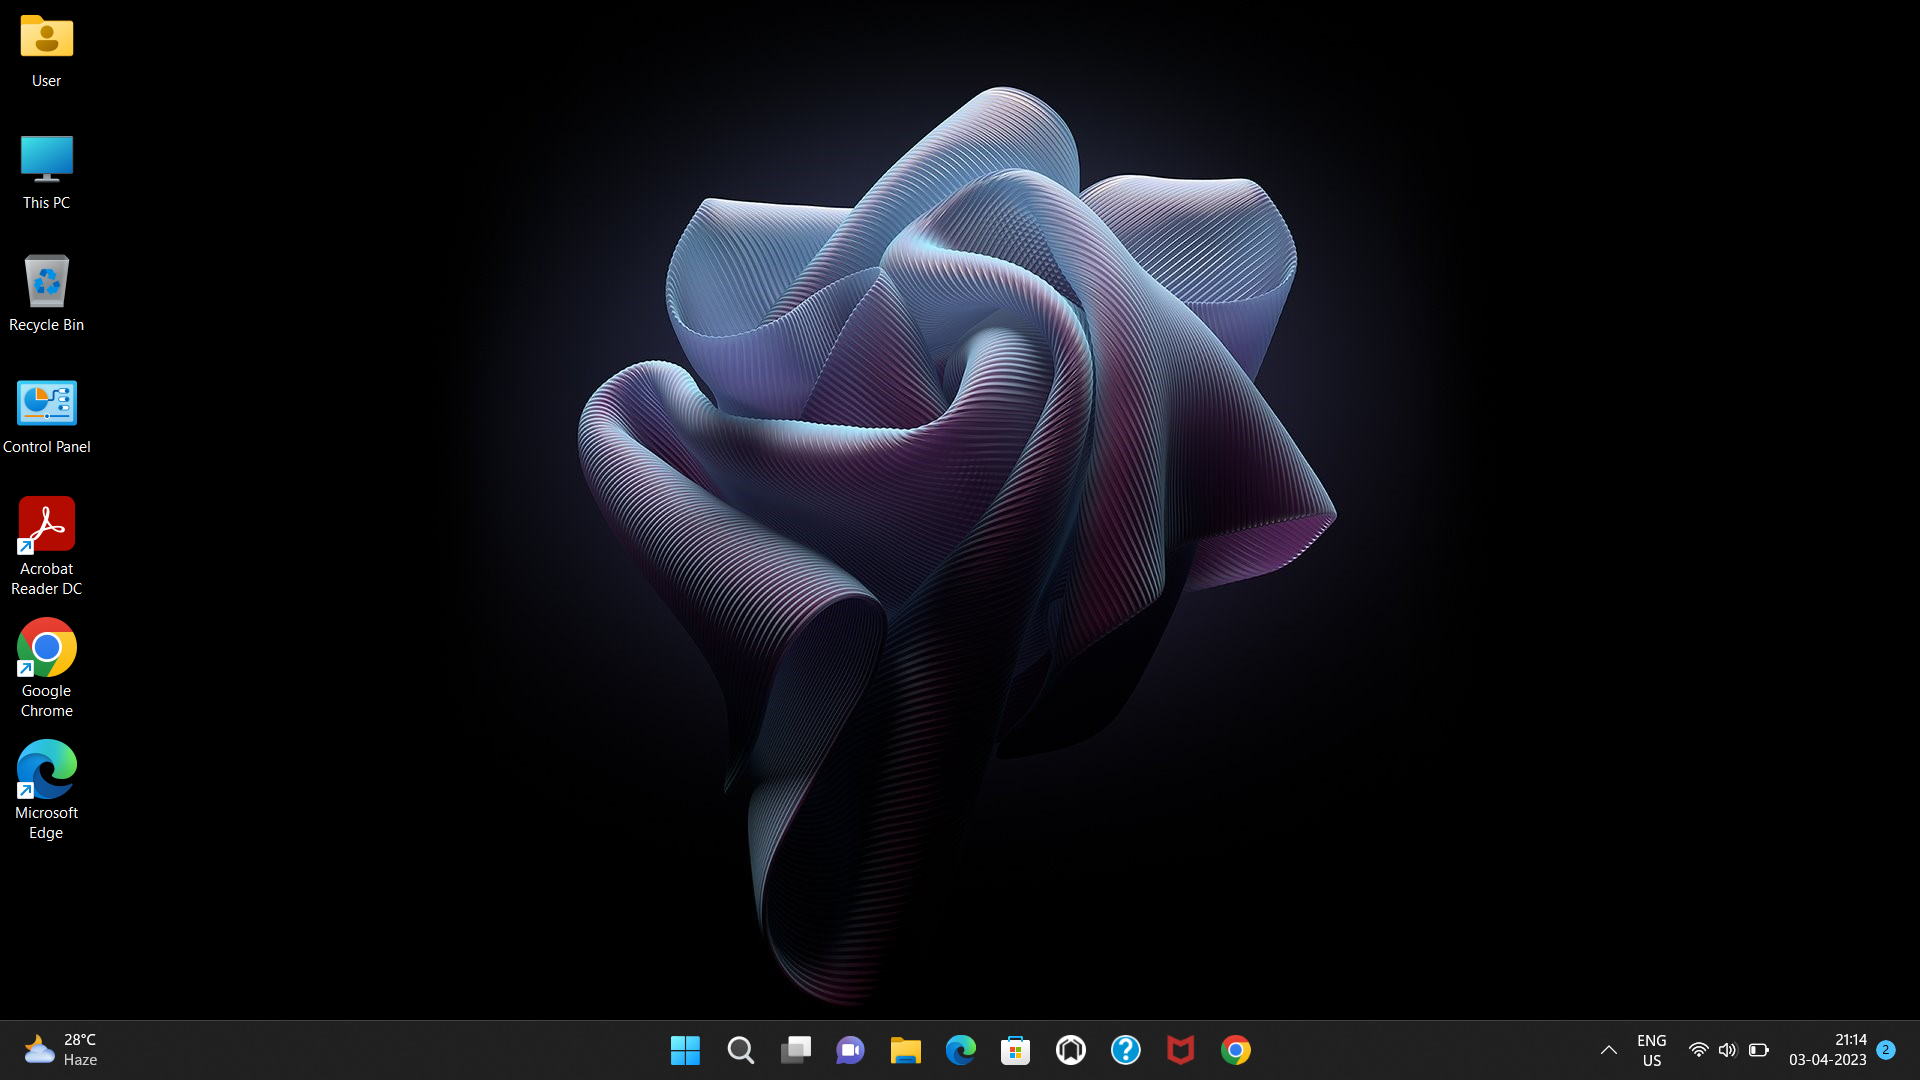 User
This PC
Recycle Bin
Control Panel
Acrobat
Reader DC
Google
Chrome
Microsoft
Edge
28°C
Haze
ENG
US
21:14
03-04-2023
2